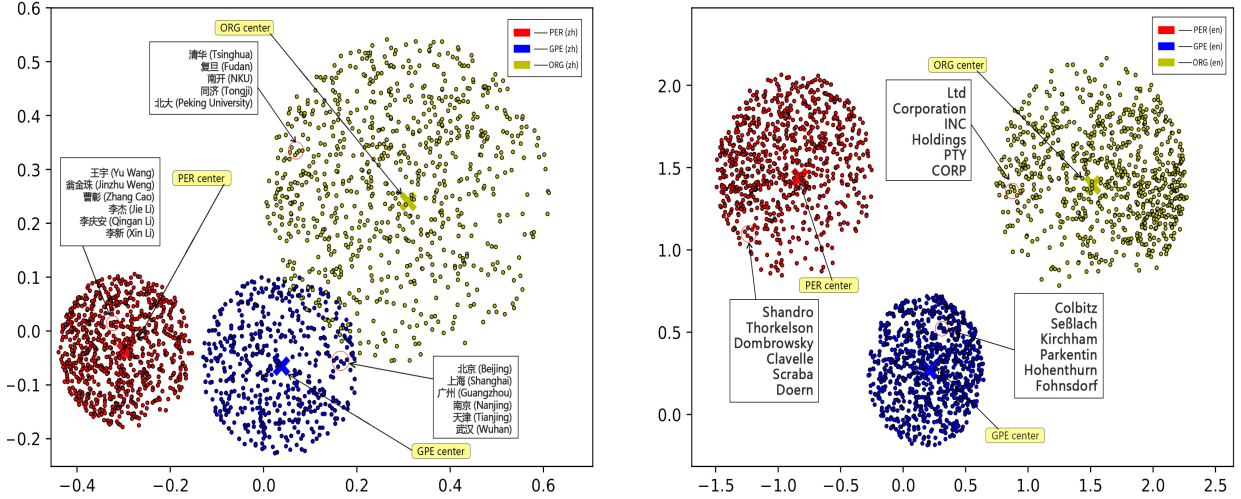 0.6
0.5
0.4
0.3
0.2
0.1
0.0
−0.1
−0.2
−0.4
−0.2
0.0
0.2
0.4
0.6
ORG center
清华 (Tsinghua)
复旦 (Fudan)
南开 (NKU)
同济 (Tongji)
北大 (Peking University)
PER (zh)
GPE (zh)
ORG (zh)
王宇 (Yu Wang)
翁金珠 (Jinzhu Weng)
曹彰 (Zhang Cao)
李杰 (Jie Li)
李庆安 (Qingan Li)
李新 (Xin Li)
PER center
北京 (Beijing)
上海 (Shanghai)
广州 (Guangzhou)
南京 (Nanjing)
天津 (Tianjing)
武汉 (Wuhan)
GPE center
2.0
1.5
1.0
0.5
0.0
−1.5
−1.0
−0.5
0.0
0.5
1.0
1.5
2.0
2.5
PER (en)
GPE (en)
ORG (en)
ORG center
Ltd
Corporation
INC
Holdings
PTY
CORP
PER center
Shandro
Thorkelson
Dombrowsky
Clavelle
Scraba
Doern
Colbitz
Seßlach
Kirchham
Parkentin
Hohenthurn
Fohnsdorf
GPE center